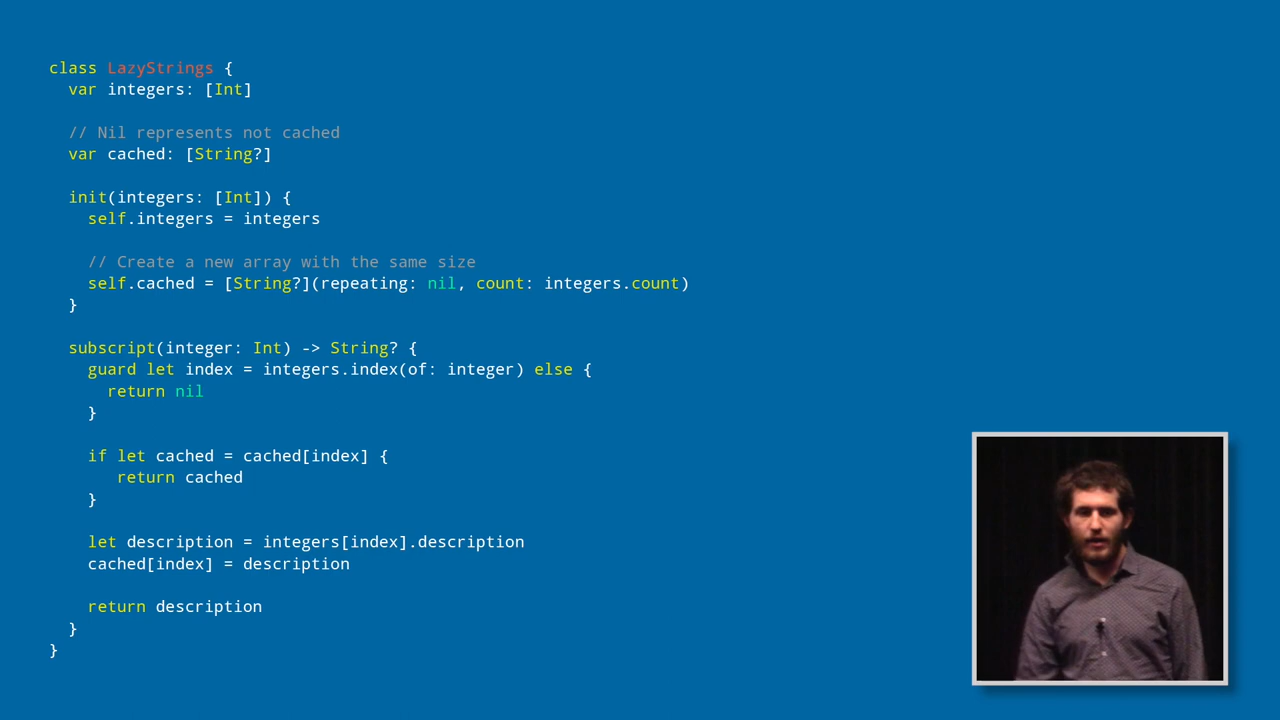 class LazyStrings {
var integers: [Int]
// Nil represents not cached
var cached: [String?]
init(integers: [Int]) {
self.integers = integers
// Create a new array with the same size
self.cached = [String?](repeating: nil, count: integers.count)
}
subscript(integer: Int) -> String? {
guard let index = integers.index(of: integer) else {
return nil
}
if let cached = cached[index] {
return cached
}
let description = integers[index].description
cached[index] = description
return description
}
}